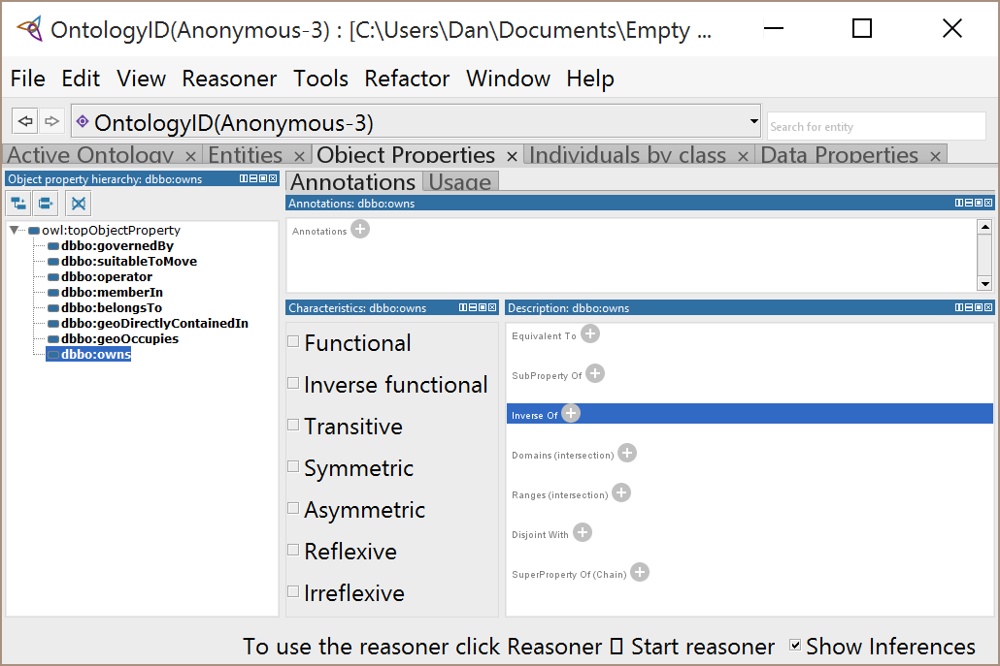 OntologyID(Anonymous-3) : [C:\Users\Dan\Documents\Empty ...
File Edit View Reasoner Tools Refactor Window Help
OntologyID(Anonymous-3)
Search for entity
Active Ontology × Entities × Object Properties × Individuals by class × Data Properties ×
Object property hierarchy: dbbo:owns
owl:topObjectProperty
dbbo:governedBy
dbbo:suitableToMove
dbbo:operator
dbbo:memberIn
dbbo:belongsTo
dbbo:geoDirectlyContainedIn
dbbo:geoOccupies
dbbo:owns
Annotations Usage
Annotations: dbbo:owns
Annotations
Characteristics: dbbo:owns
Functional
Inverse functional
Transitive
Symmetric
Asymmetric
Reflexive
Irreflexive
Description: dbbo:owns
Equivalent To
SubProperty Of
Inverse Of
Domains (intersection)
Ranges (intersection)
Disjoint With
SuperProperty Of (Chain)
To use the reasoner click Reasoner ▯ Start reasoner Show Inferences